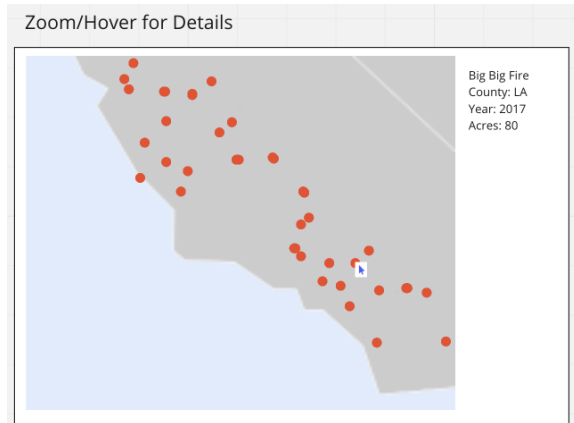 Zoom/Hover for Details
Big Big Fire
County: LA
Year: 2017
Acres: 80